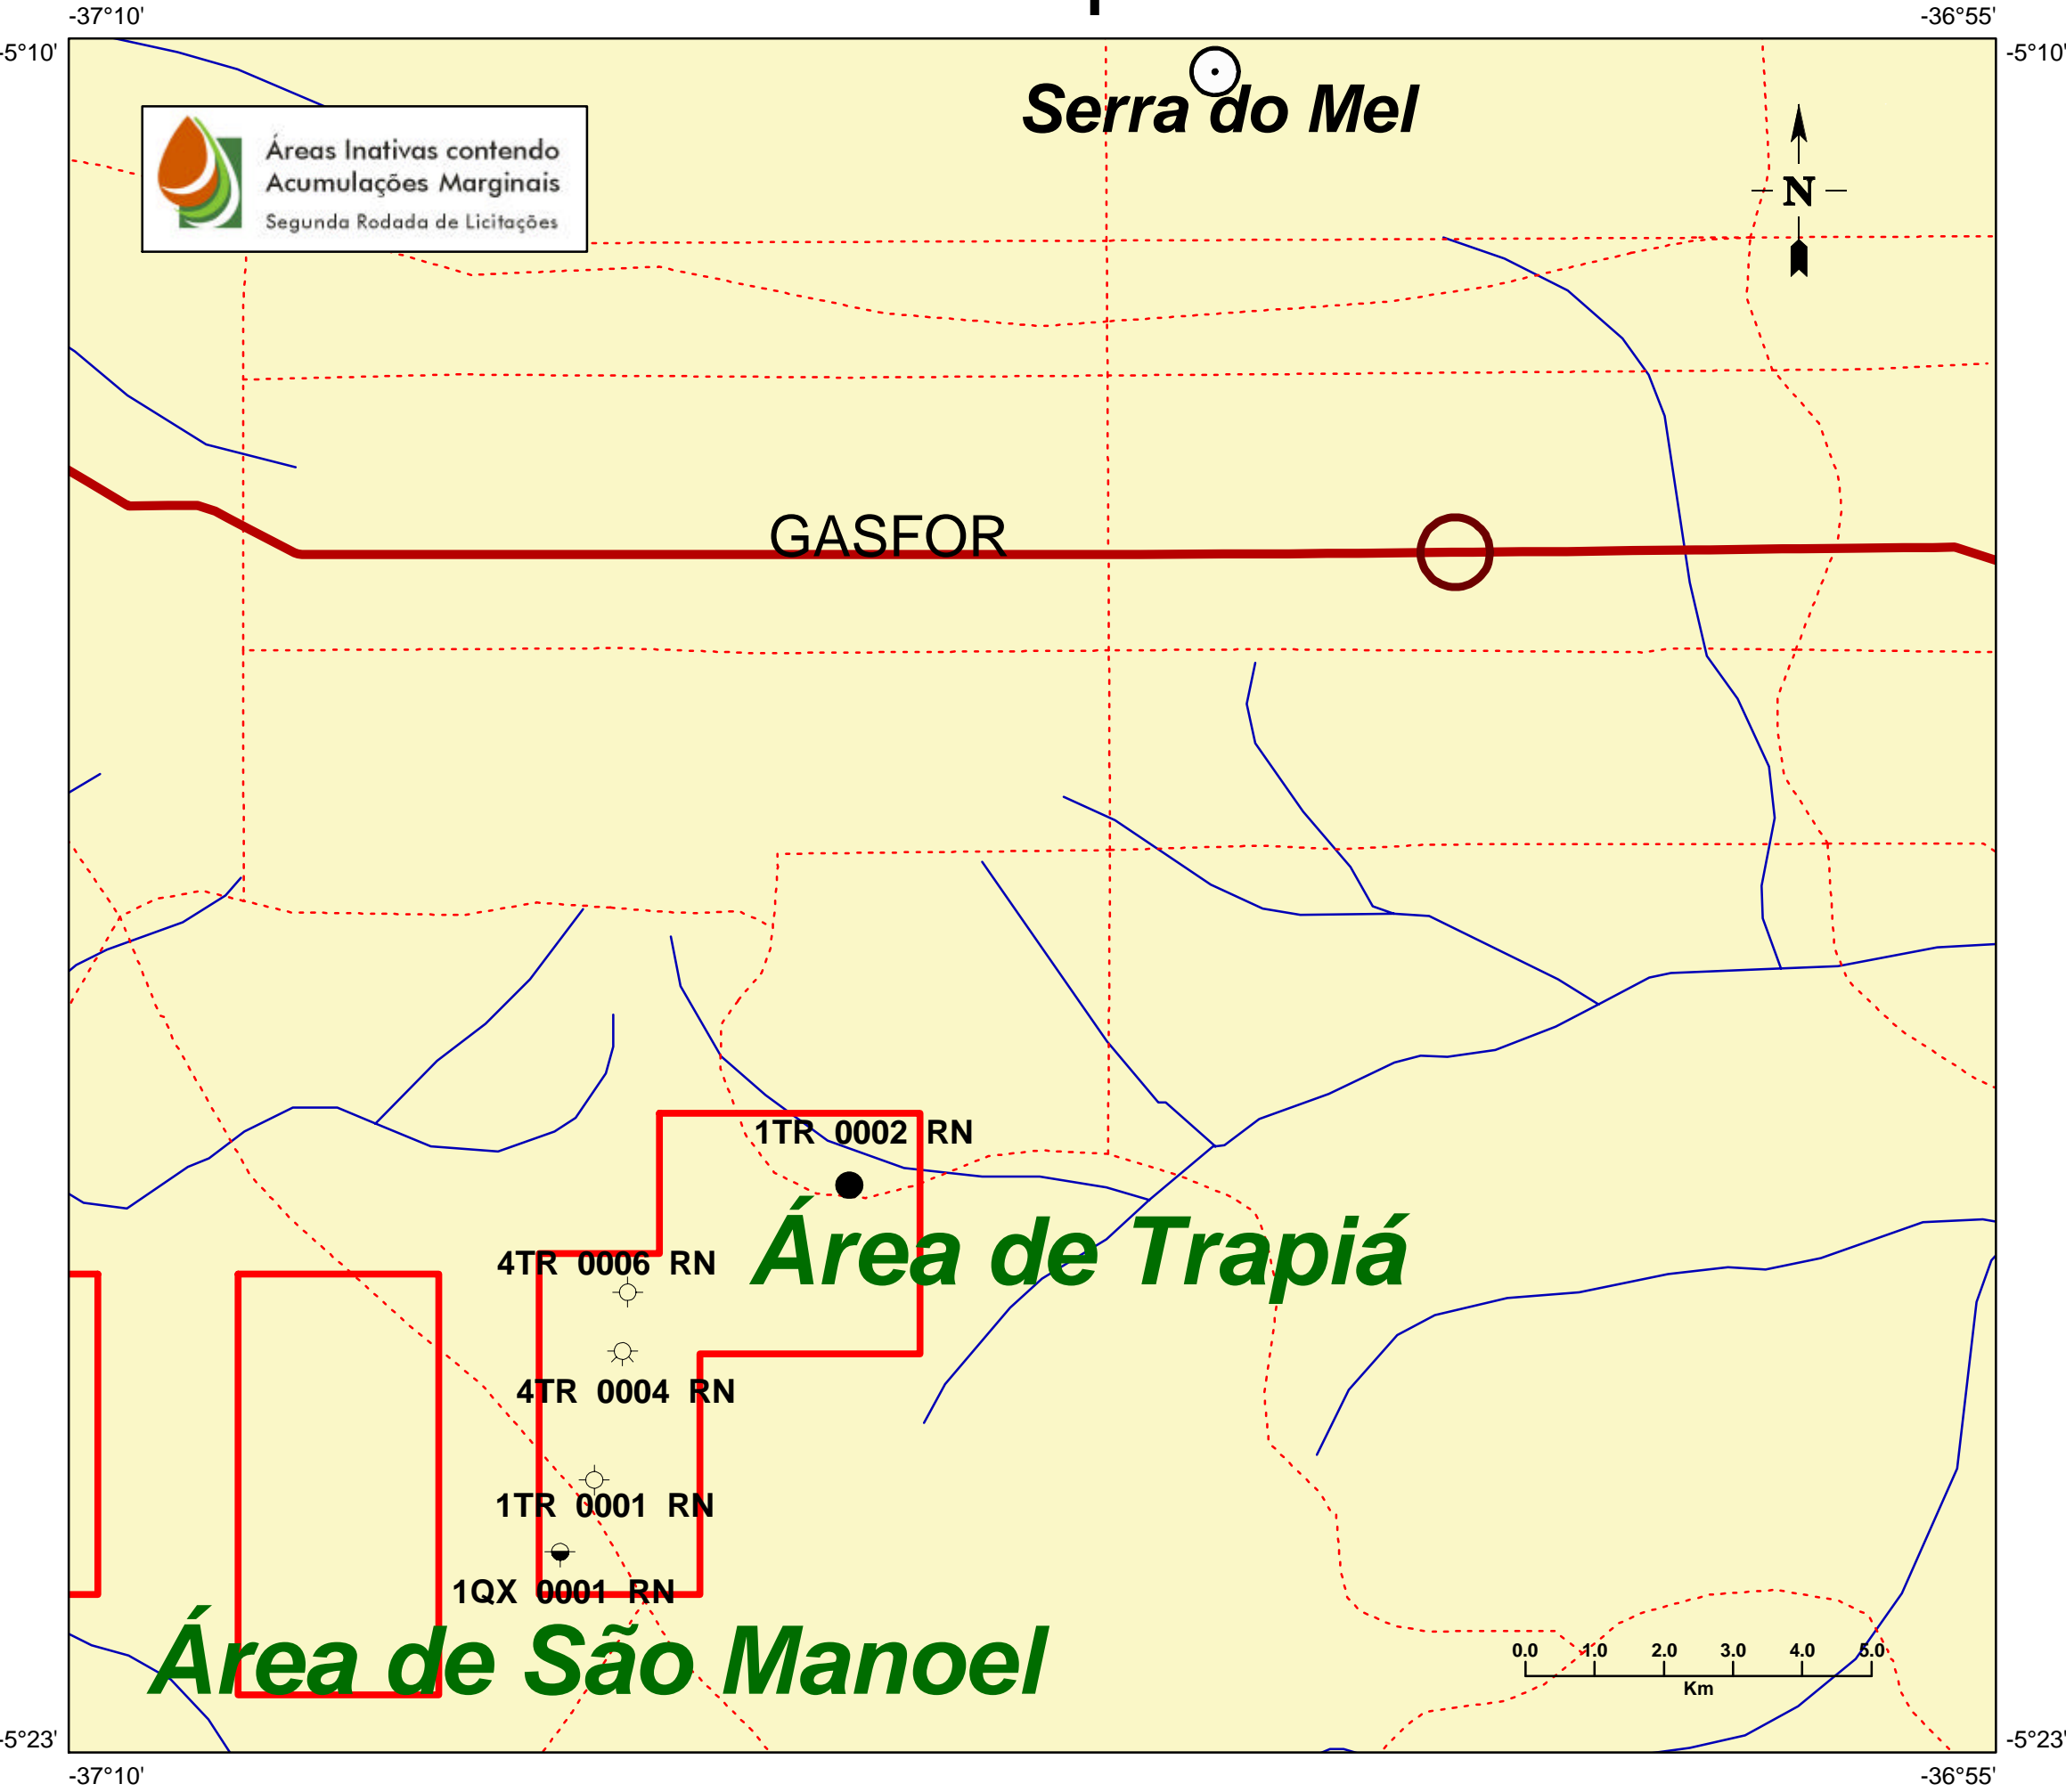 -37°10'
-36°55'
-5°10'
-5°10'
Serra do Mel
Áreas Inativas contendo
Acumulações Marginais
Segunda Rodada de Licitações
N
GASFOR
1TR 0002 RN
Área de Trapiá
4TR 0006 RN
4TR 0004 RN
1TR 0001 RN
1QX 0001 RN
Área de São Manoel
0.0 1.0 2.0 3.0 4.0 5.0
Km
-5°23'
-5°23'
-37°10'
-36°55'